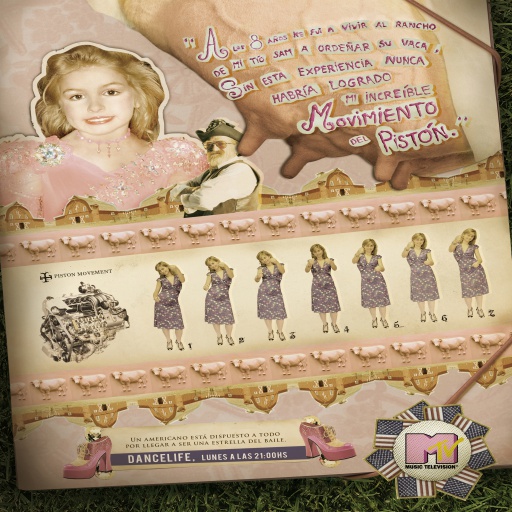 "A los 8 años me fui a vivir al rancho
de mi tío Sam a ordeñar su vaca,
Sin esta experiencia nunca
habría logrado
mi increíble
Movimiento
del Pistón."
PISTON MOVEMENT
1 2 3 4 5 6 7
Un americano está dispuesto a todo
por llegar a ser una estrella del baile.
DANCELIFE, LUNES A LAS 21:00HS
MTV
MUSIC TELEVISION